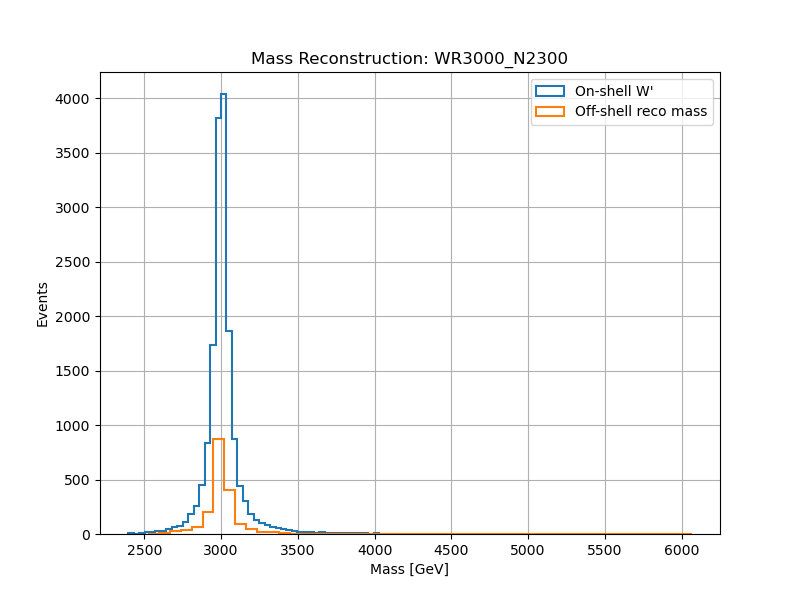 Mass Reconstruction: WR3000_N2300
On-shell W'
Off-shell reco mass
4000
3500
3000
2500
2000
1500
1000
500
0
Events
2500 3000 3500 4000 4500 5000 5500 6000
Mass [GeV]